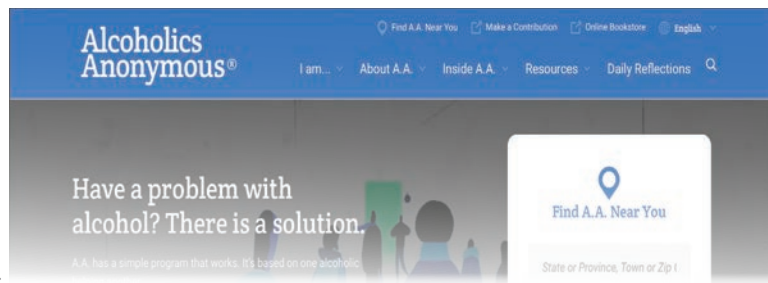 Find A.A. Near You Make a Contribution Online Bookstore English
Alcoholics
Anonymous®
I am... About A.A. Inside A.A. Resources Daily Reflections
Have a problem with
alcohol? There is a solution.
A.A. has a simple program that works. It's based on one alcoholic
Find A.A. Near You
State or Province, Town or Zip